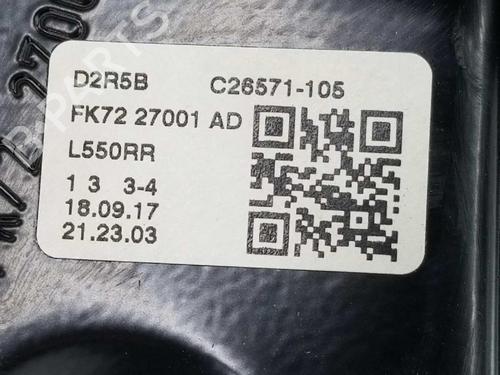 D2R5B C26571-105
FK72 27001 AD
L550RR
1 3 3-4
18.09.17
21.23.03